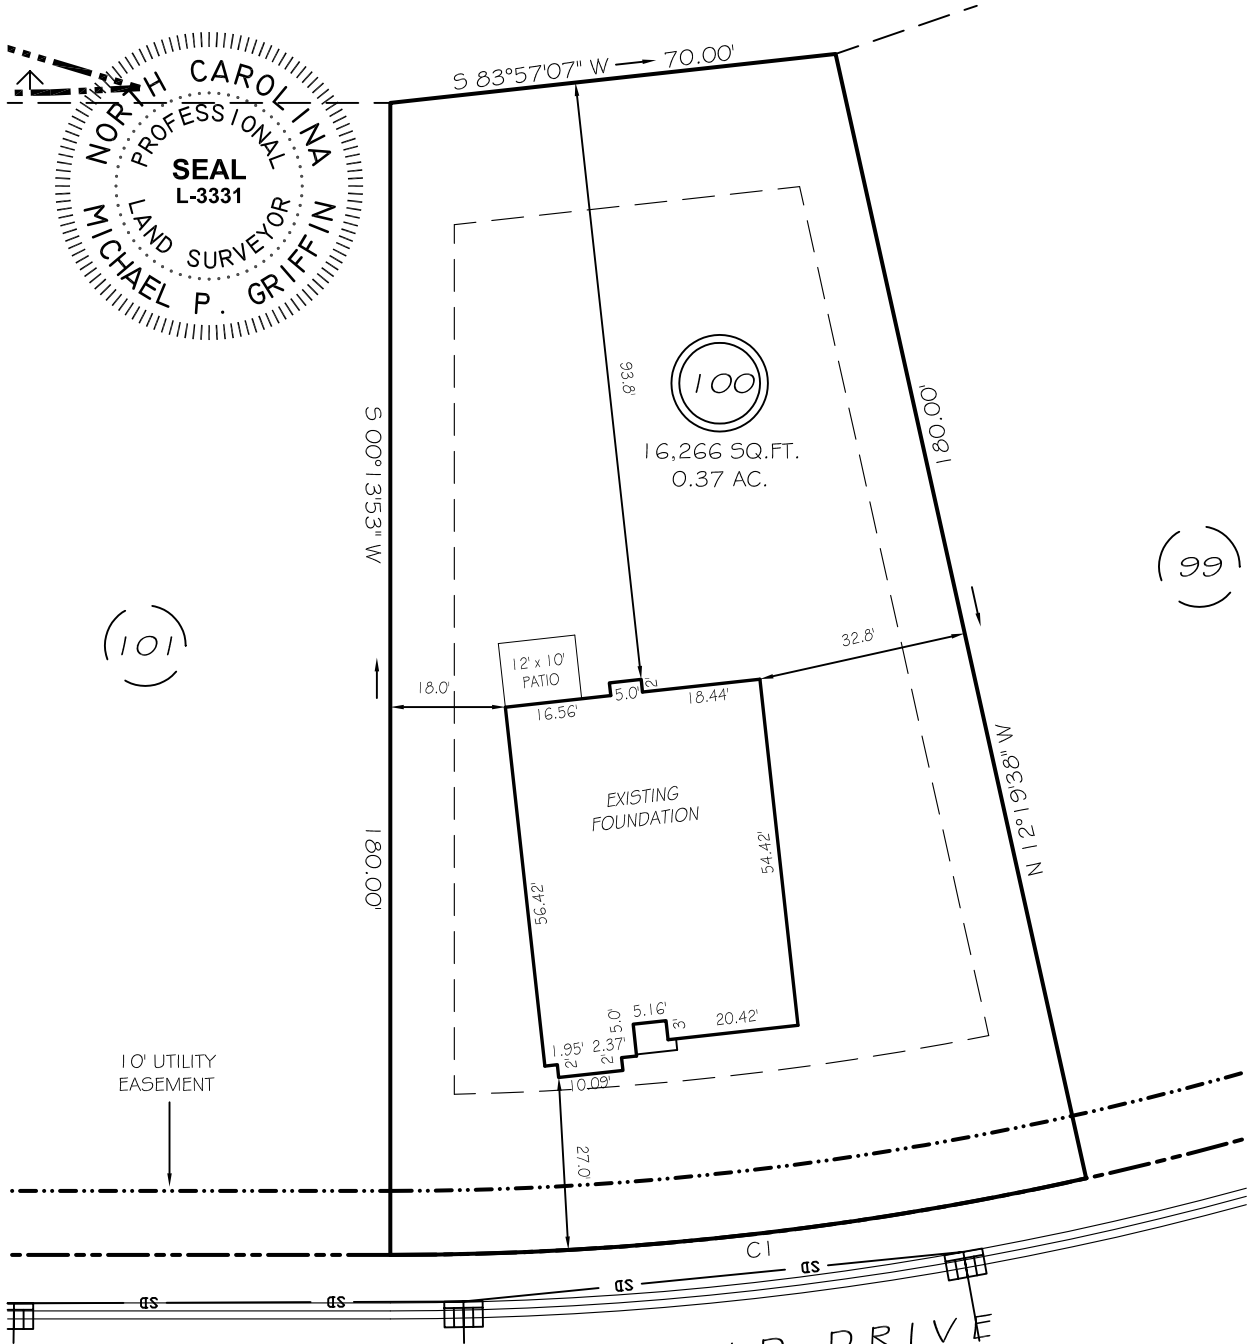 S 83°57'07" W
70.00'
NORTH CAROLINA
PROFESSIONAL
SEAL
L-3331
LAND SURVEYOR
MICHAEL P. GRIFFIN
93.8'
100
16,266 SQ.FT.
0.37 AC.
180.00'
S 00°13'53" W
99
101
32.8'
12' x 10'
PATIO
18.0'
5.0'
2'
18.44'
16.56'
N 12°19'38" W
EXISTING
FOUNDATION
54.42'
180.00'
56.42'
5.16'
5.0'
3'
20.42'
1.95'
2.37'
2'
2'
10.09'
10' UTILITY
EASEMENT
27.0'
C1
SD
SD
SD
SD
DRIVE